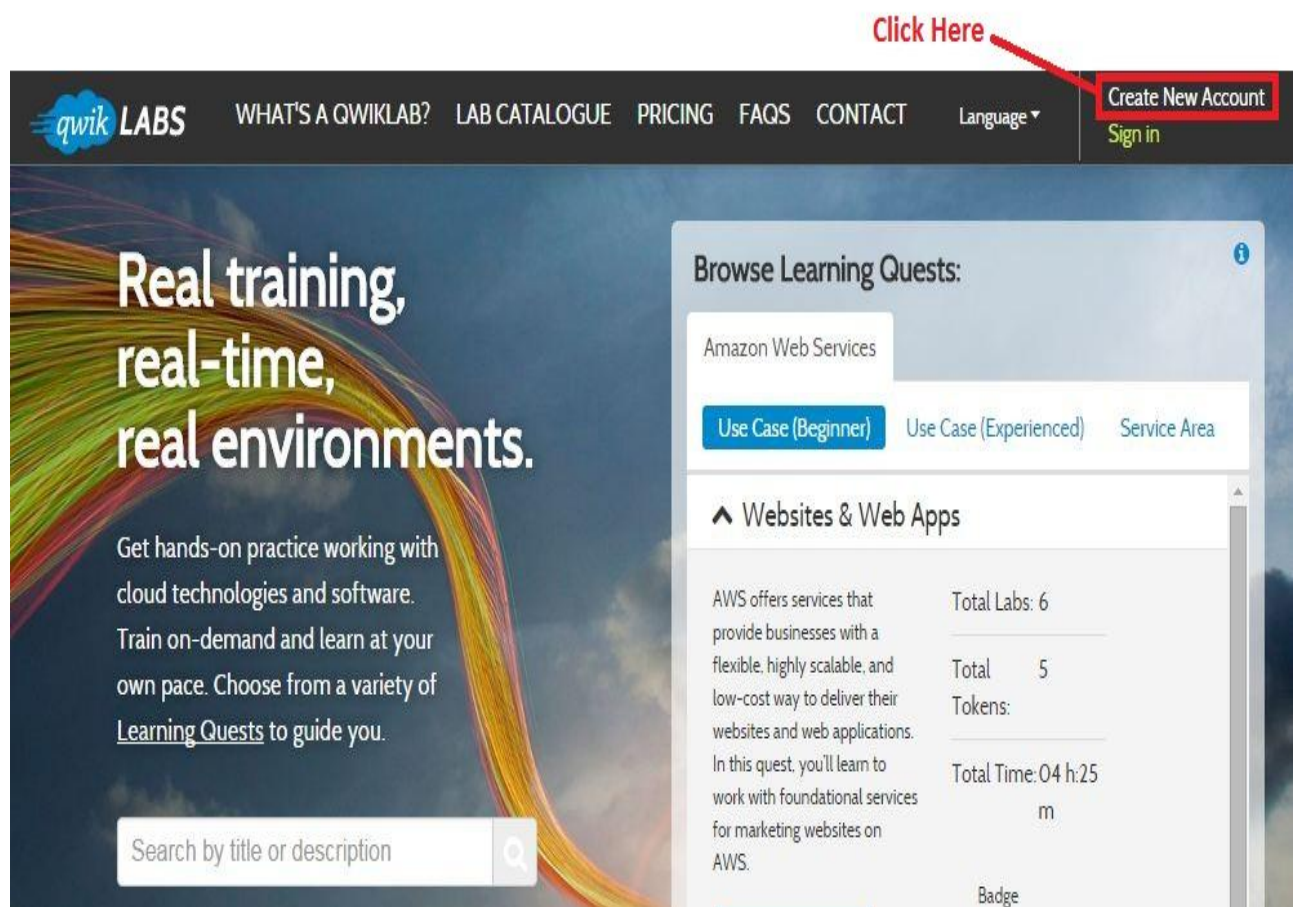 Click Here
qwik LABS
WHAT'S A QWIKLAB? LAB CATALOGUE PRICING FAQS CONTACT Language
Create New Account
Sign in
Real training,
real-time,
real environments.
Get hands-on practice working with
cloud technologies and software.
Train on-demand and learn at your
own pace. Choose from a variety of
Learning Quests to guide you.
Search by title or description
Browse Learning Quests:
Amazon Web Services
Use Case (Beginner) Use Case (Experienced) Service Area
Websites & Web Apps
AWS offers services that
provide businesses with a
flexible, highly scalable, and
low-cost way to deliver their
websites and web applications.
In this quest, you'll learn to
work with foundational services
for marketing websites on
AWS.
Total Labs: 6
Total 5
Tokens:
Total Time: 04 h:25
m
Badge